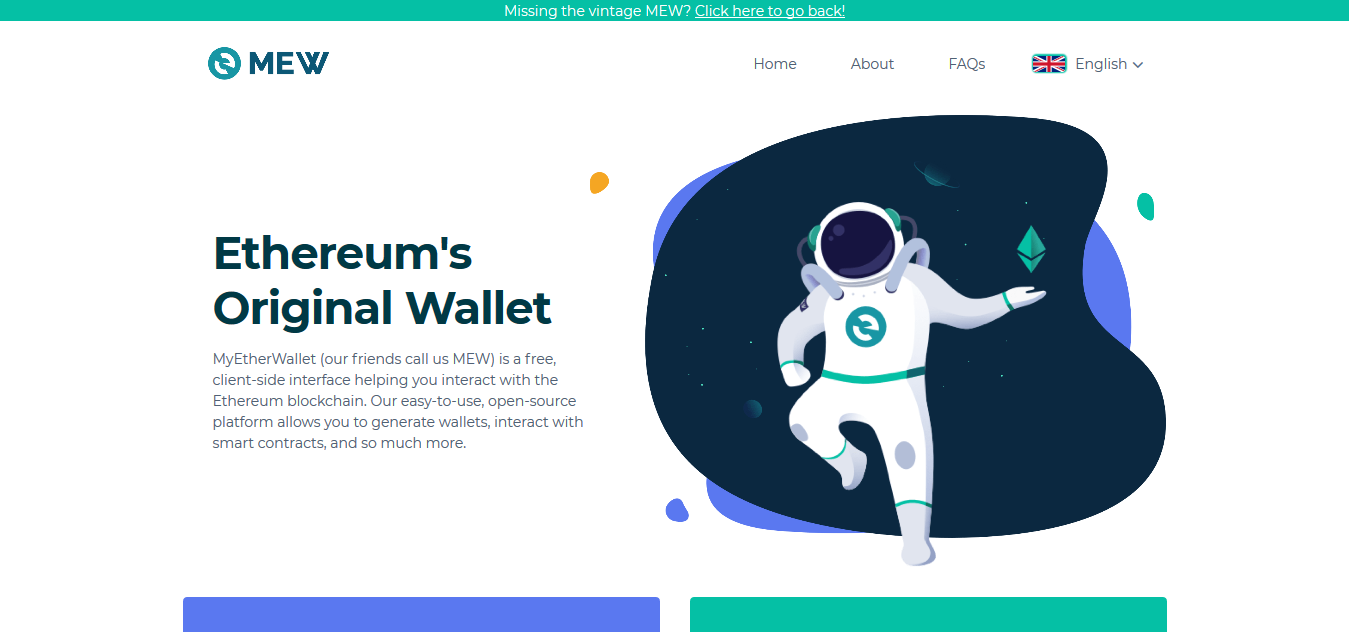 Missing the vintage MEW? Click here to go back!
MEW
Home About FAQs English
Ethereum's
Original Wallet
MyEtherWallet (our friends call us MEW) is a free,
client-side interface helping you interact with the
Ethereum blockchain. Our easy-to-use, open-source
platform allows you to generate wallets, interact with
smart contracts, and so much more.